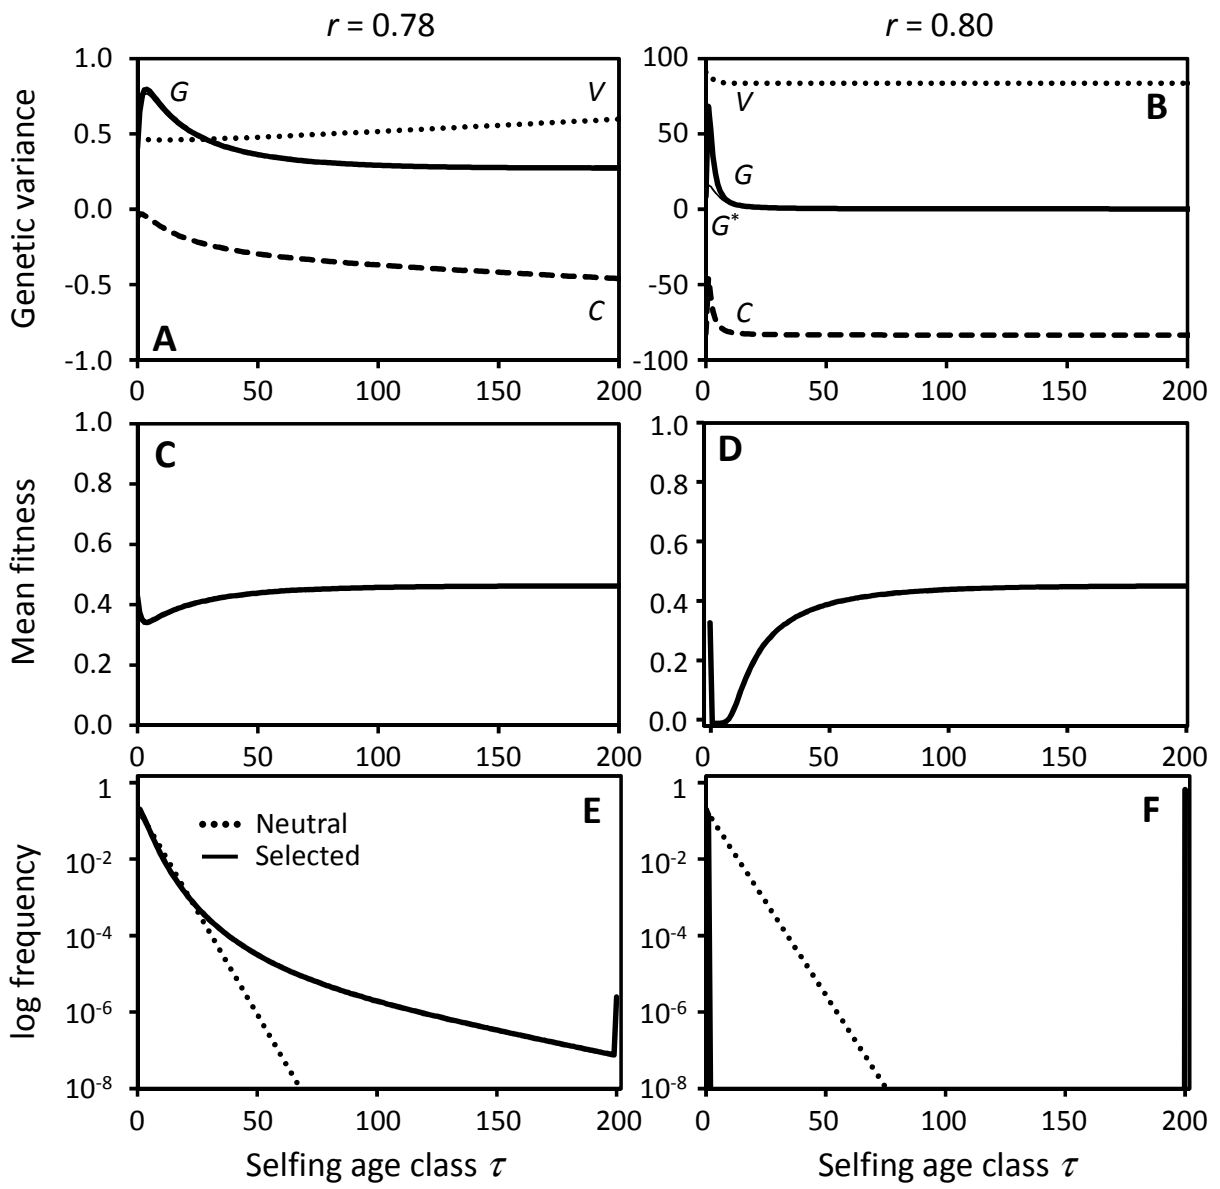 r = 0.78
r = 0.80
Genetic variance
1.0
0.5
0.0
-0.5
-1.0
G
V
C
A
0 50 100 150 200
100
50
0
-50
-100
V
B
G
G*
C
0 50 100 150 200
Mean fitness
1.0
0.8
0.6
0.4
0.2
0.0
C
0 50 100 150 200
1.0
0.8
0.6
0.4
0.2
0.0
D
0 50 100 150 200
log frequency
1
10-2
10-4
10-6
10-8
Neutral
Selected
E
0 50 100 150 200
Selfing age class τ
1
10-2
10-4
10-6
10-8
F
0 50 100 150 200
Selfing age class τ